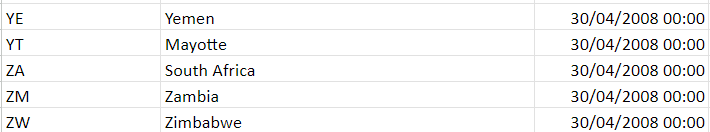 YE Yemen 30/04/2008 00:00
YT Mayotte 30/04/2008 00:00
ZA South Africa 30/04/2008 00:00
ZM Zambia 30/04/2008 00:00
ZW Zimbabwe 30/04/2008 00:00